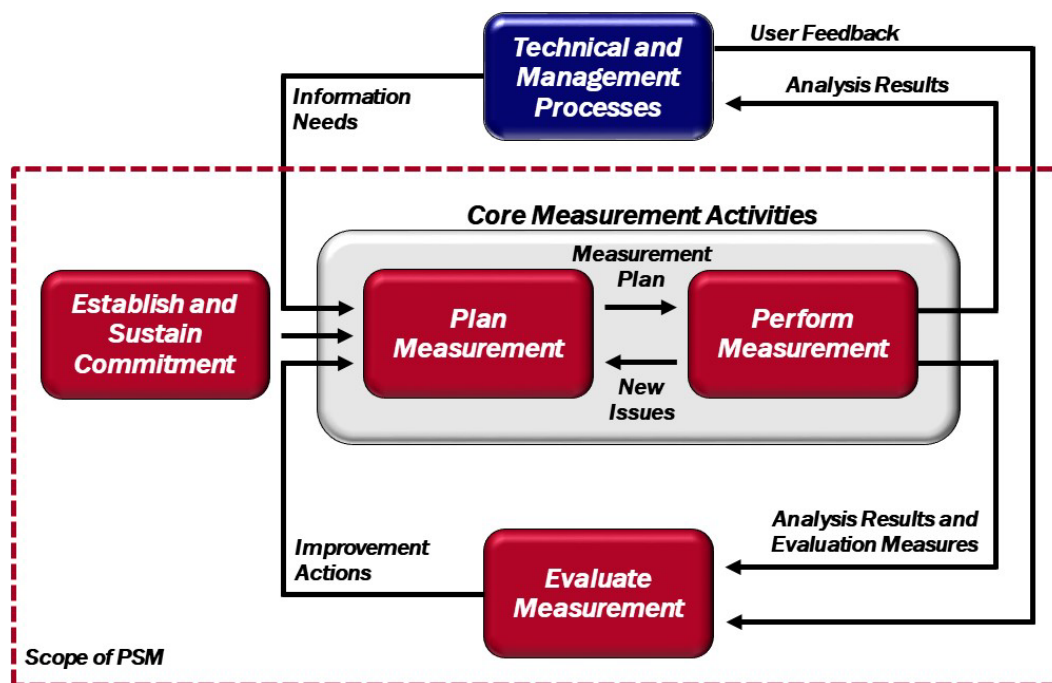 Technical and
Management
Processes
User Feedback
Analysis Results
Information
Needs
Core Measurement Activities
Establish and
Sustain
Commitment
Plan
Measurement
Measurement
Plan
New
Issues
Perform
Measurement
Analysis Results and
Evaluation Measures
Improvement
Actions
Evaluate
Measurement
Scope of PSM